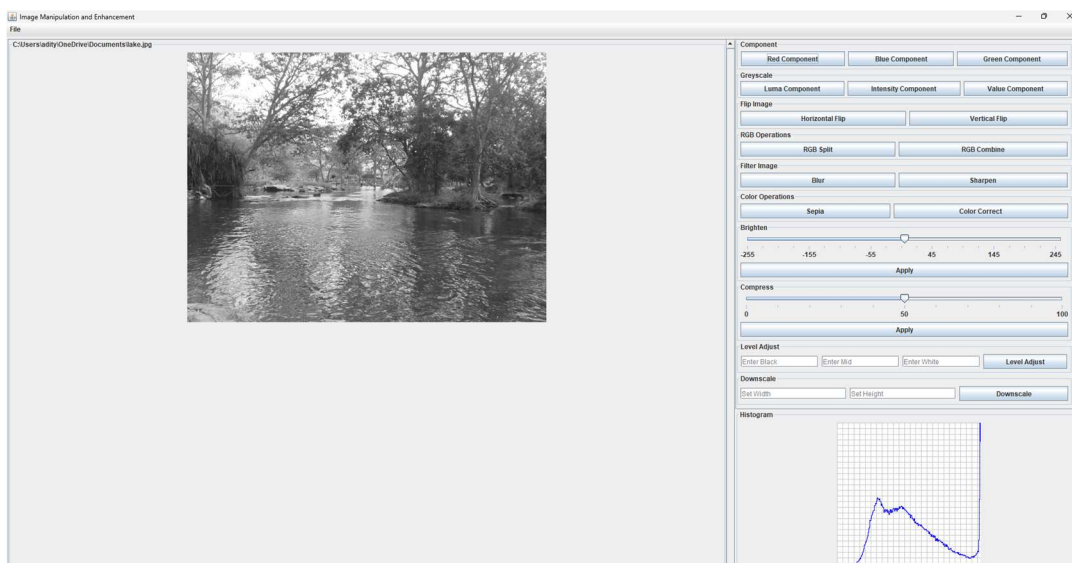 Image Manipulation and Enhancement
File
C:\Users\adity\OneDrive\Documents\lake.jpg
Component
Red Component Blue Component Green Component
Greyscale
Luma Component Intensity Component Value Component
Flip Image
Horizontal Flip Vertical Flip
RGB Operations
RGB Split RGB Combine
Filter Image
Blur Sharpen
Color Operations
Sepia Color Correct
Brighten
-255 -155 -55 45 145 245
Apply
Compress
0 50 100
Apply
Level Adjust
Enter Black Enter Mid Enter White Level Adjust
Downscale
Set Width Set Height Downscale
Histogram